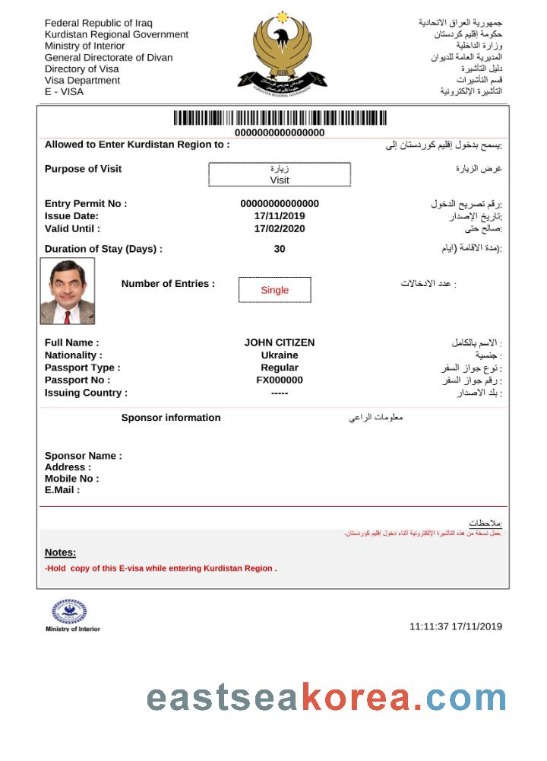 Federal Republic of Iraq
Kurdistan Regional Government
Ministry of Interior
General Directorate of Divan
Directory of Visa
Visa Department
E - VISA
جمهورية العراق الاتحادية
حكومة إقليم كردستان
وزارة الداخلية
المديرية العامة للديوان
دليل التأشيرة
قسم التأشيرات
التأشيرة الإلكترونية
KURDISTAN REGIONAL GOVERNMENT
0000000000000000
Allowed to Enter Kurdistan Region to : يسمح بدخول إقليم كوردستان إلى:
Purpose of Visit زيارة غرض الزيارة
Visit
Entry Permit No : 00000000000000 رقم تصريح الدخول:
Issue Date: 17/11/2019 تاريخ الإصدار:
Valid Until : 17/02/2020 صالح حتى :
Duration of Stay (Days) : 30 مدة الاقامة (ايام):
Number of Entries : Single عدد الادخالات :
Full Name : JOHN CITIZEN الاسم بالكامل :
Nationality : Ukraine جنسية :
Passport Type : Regular نوع جواز السفر :
Passport No : FX000000 رقم جواز السفر :
Issuing Country : ----- بلد الاصدار :
Sponsor information معلومات الراعي
Sponsor Name :
Address :
Mobile No :
E.Mail :
ملاحظات:
حمل نسخة من هذه التأشيرة الإلكترونية أثناء دخول إقليم كوردستان.
Notes:
-Hold copy of this E-visa while entering Kurdistan Region .
Ministry of Interior
11:11:37 17/11/2019
eastseakorea.com